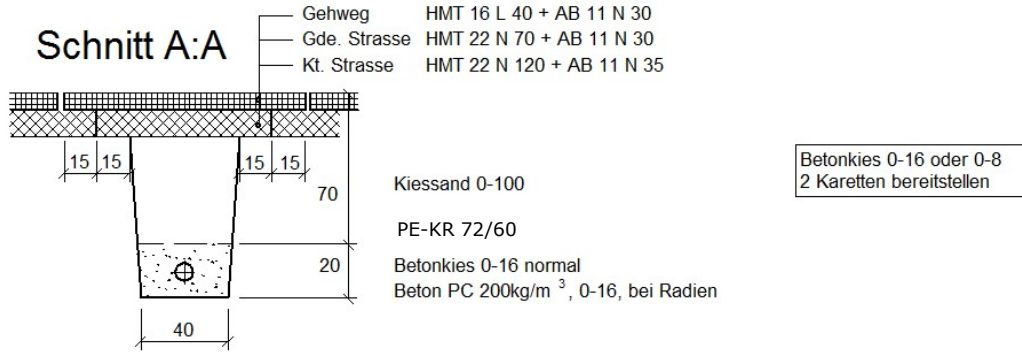 Schnitt A:A
Gehweg HMT 16 L 40 + AB 11 N 30
Gde. Strasse HMT 22 N 70 + AB 11 N 30
Kt. Strasse HMT 22 N 120 + AB 11 N 35
15 15 15 15
70
Kiessand 0-100
Betonkies 0-16 oder 0-8
2 Karetten bereitstellen
PE-KR 72/60
20
Betonkies 0-16 normal
Beton PC 200kg/m ³, 0-16, bei Radien
40